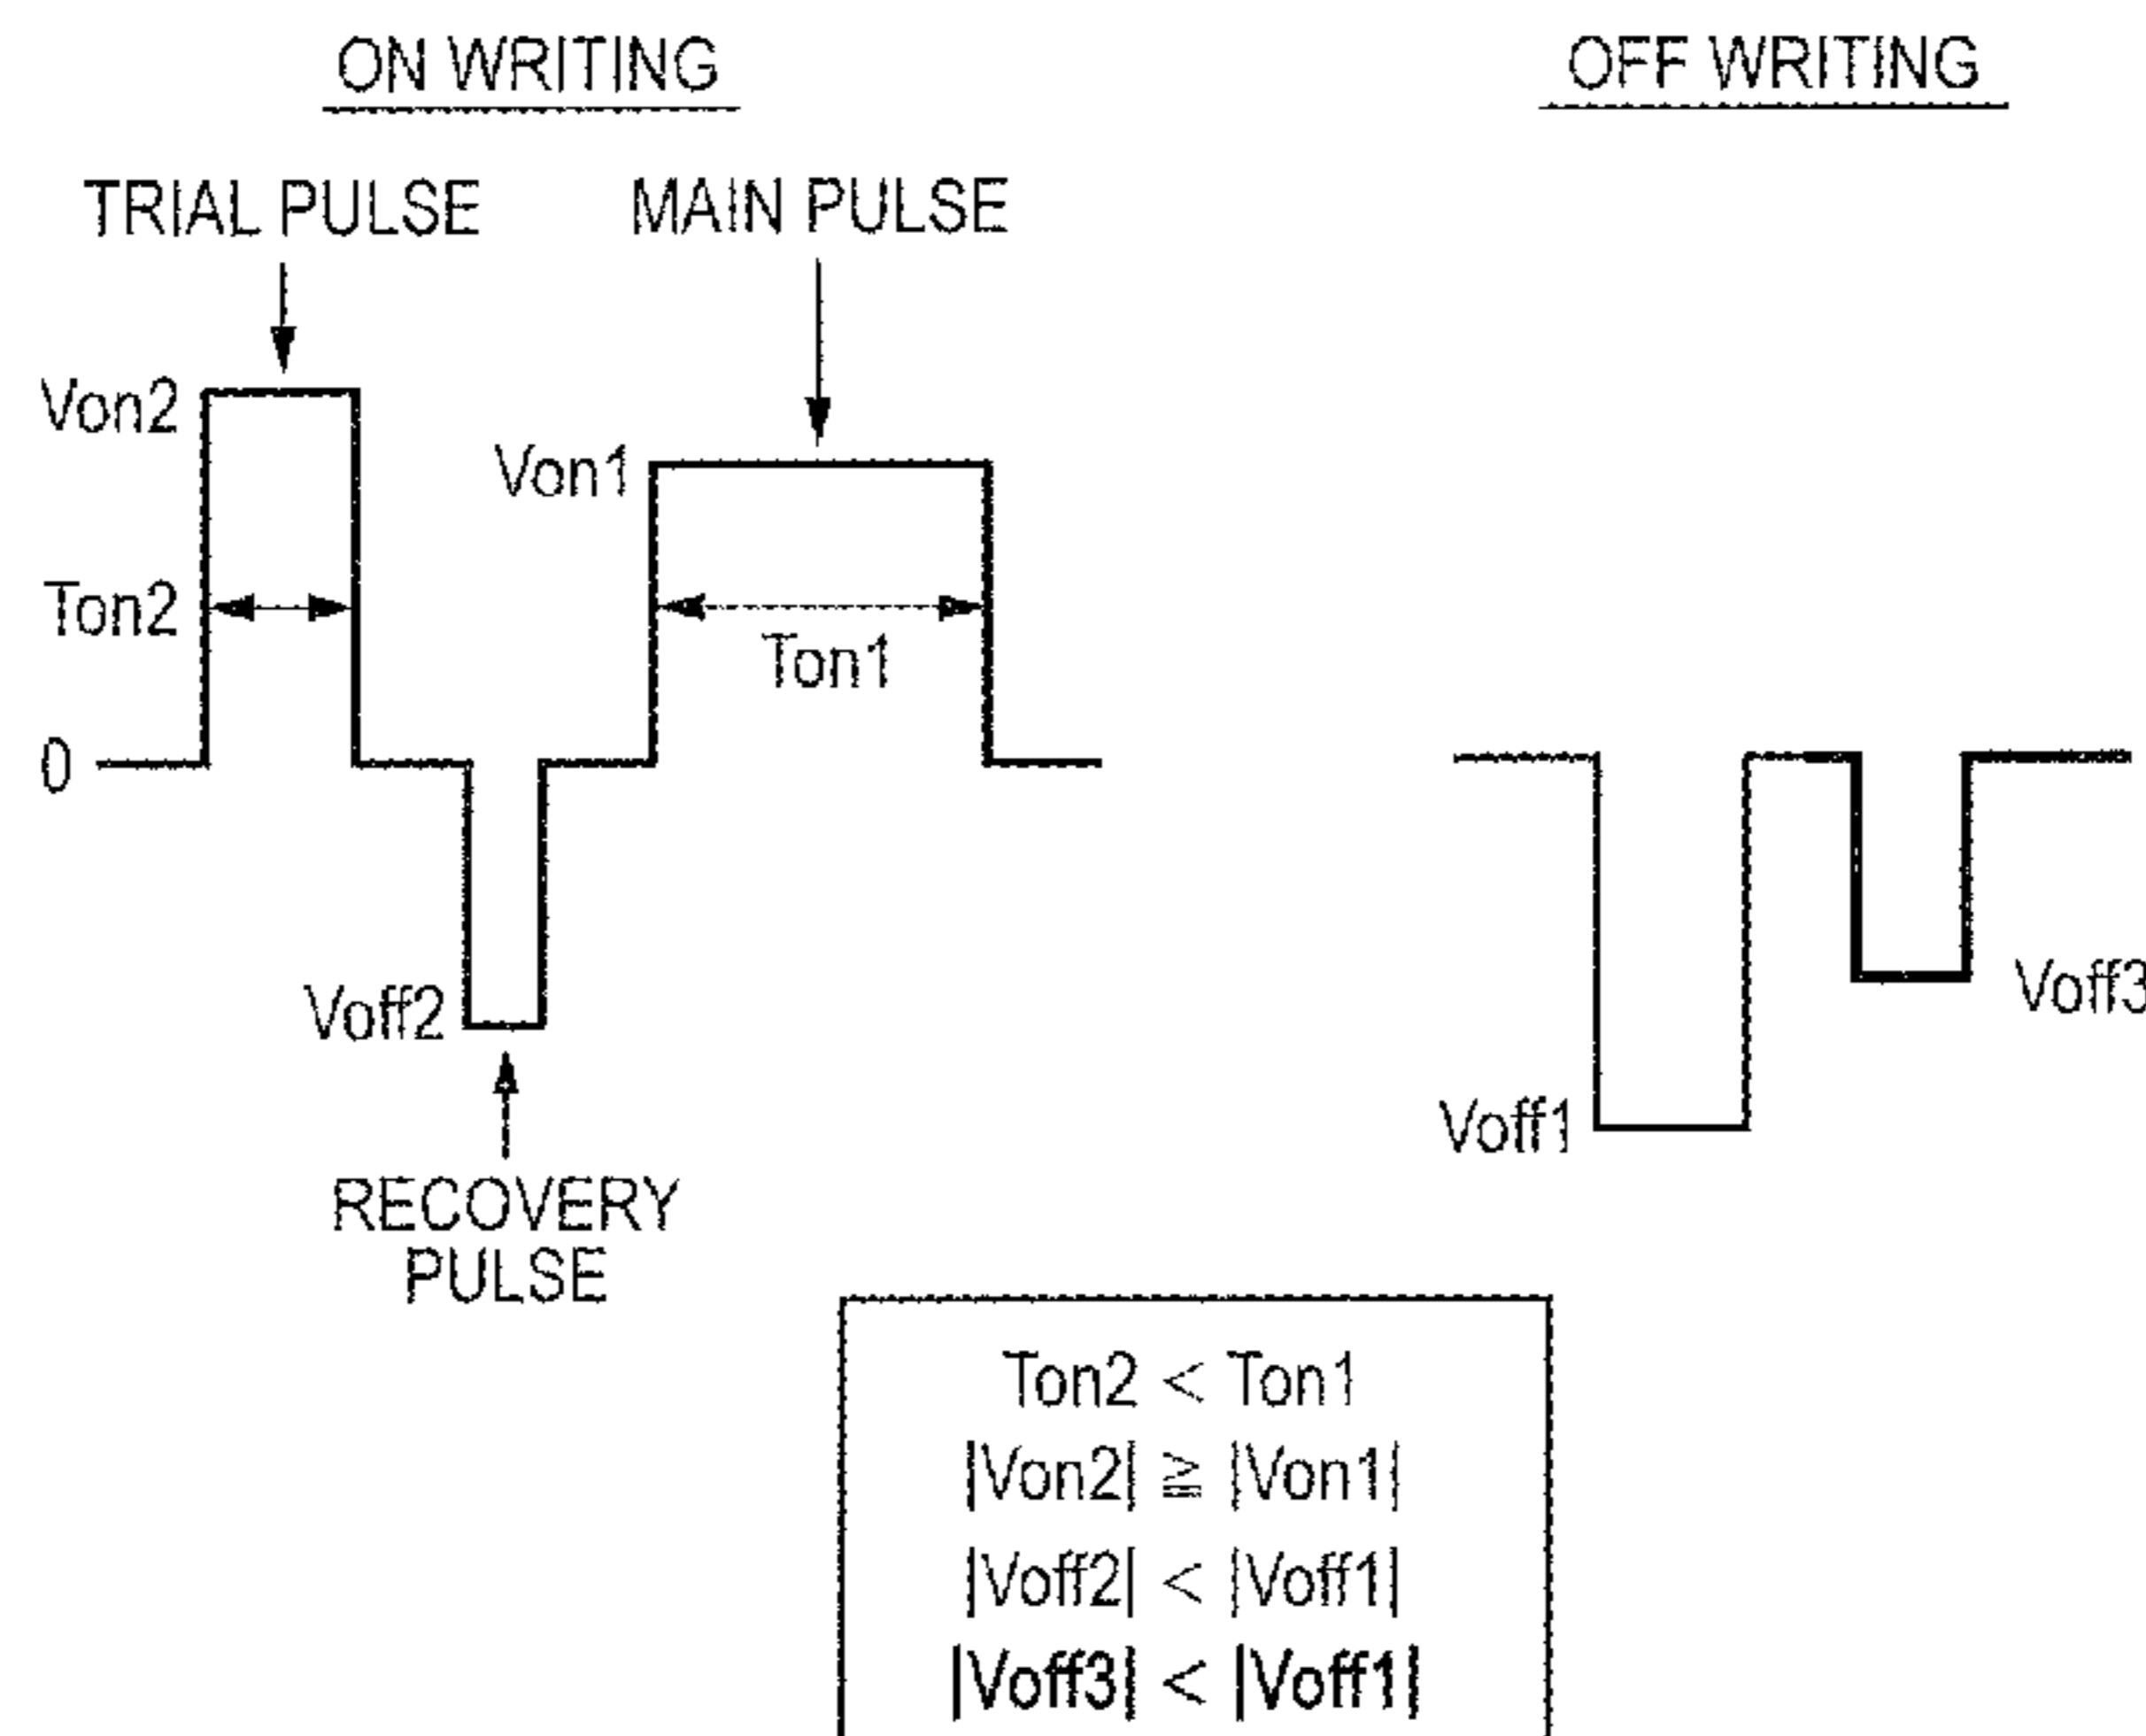 ON WRITING
OFF WRITING
TRIAL PULSE
MAIN PULSE
Von2
Von1
Ton2
Ton1
0
Voff2
Voff3
Voff1
RECOVERY
PULSE
Ton2 < Ton1
|Von2| ≧ |Von1|
|Voff2| < |Voff1|
|Voff3| < |Voff1|